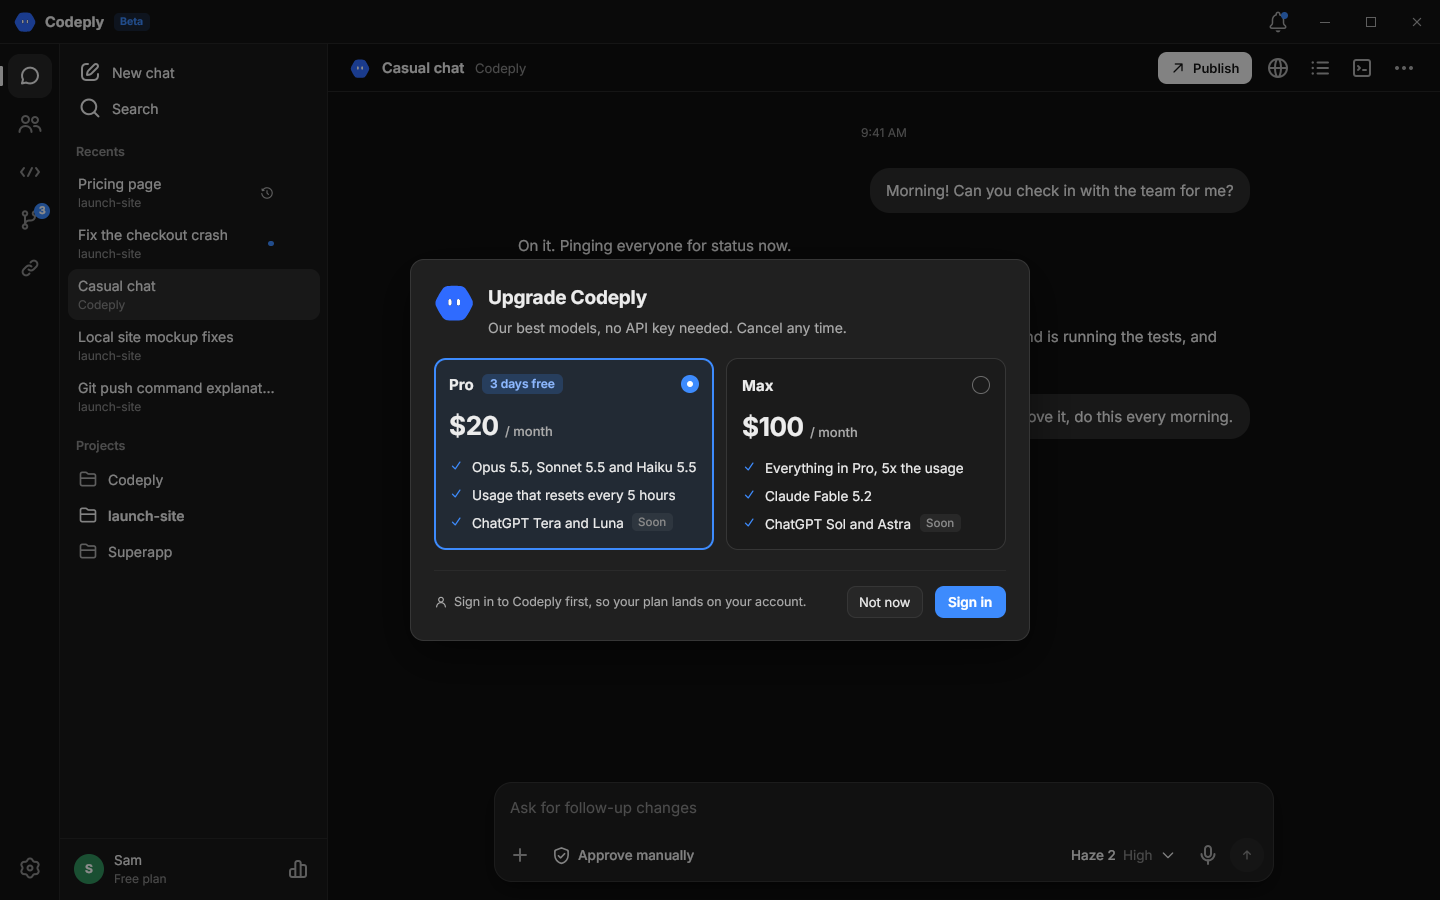 Codeply Beta
New chat
Search
Recents
Pricing page
launch-site
Fix the checkout crash
launch-site
Casual chat
Codeply
Local site mockup fixes
launch-site
Git push command explanat...
launch-site
Projects
Codeply
launch-site
Superapp
S
Sam
Free plan
3
Casual chat Codeply
Publish
9:41 AM
Morning! Can you check in with the team for me?
On it. Pinging everyone for status now.
is running the tests, and
it, do this every morning.
Upgrade Codeply
Our best models, no API key needed. Cancel any time.
Pro 3 days free
$20 / month
Opus 5.5, Sonnet 5.5 and Haiku 5.5
Usage that resets every 5 hours
ChatGPT Tera and Luna Soon
Max
$100 / month
Everything in Pro, 5x the usage
Claude Fable 5.2
ChatGPT Sol and Astra Soon
Sign in to Codeply first, so your plan lands on your account.
Not now
Sign in
Ask for follow-up changes
Approve manually
Haze 2 High